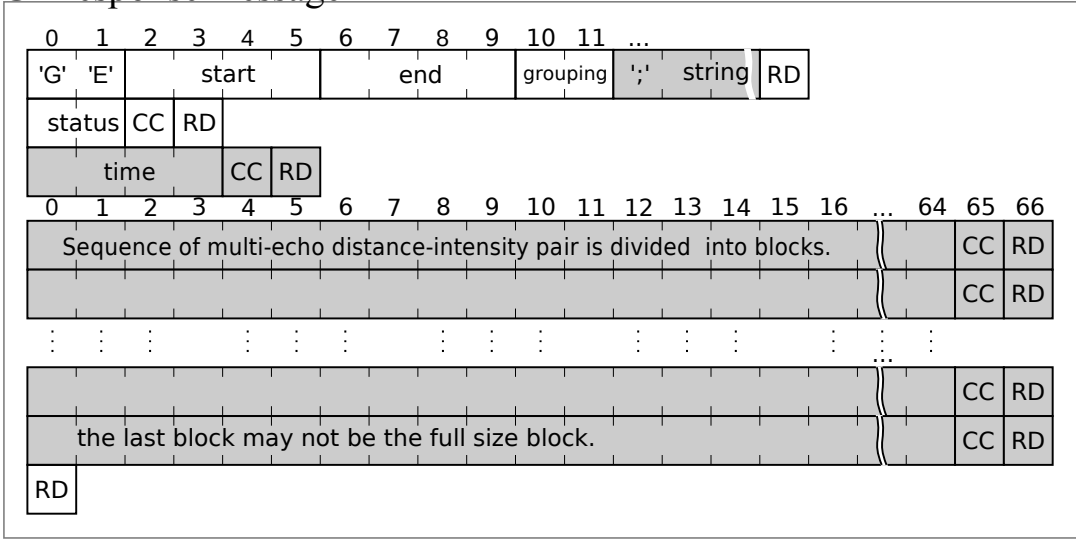 0 1 2 3 4 5 6 7 8 9 10 11 ...
'G' 'E' start end grouping ';' string RD
status CC RD
time CC RD
0 1 2 3 4 5 6 7 8 9 10 11 12 13 14 15 16 ... 64 65 66
Sequence of multi-echo distance-intensity pair is divided into blocks. CC RD
CC RD
...
CC RD
the last block may not be the full size block. CC RD
RD